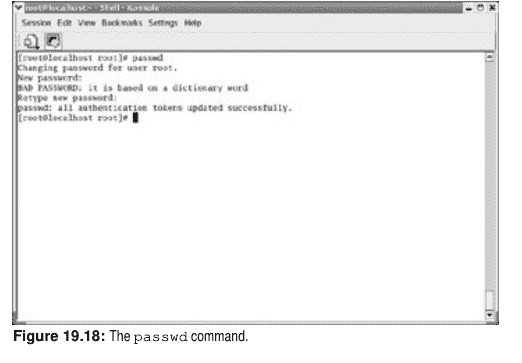 root@localhost:~ - Shell - Konsole
Session Edit View Bookmarks Settings Help
[root@localhost root]# passwd
Changing password for user root.
New password:
BAD PASSWORD: it is based on a dictionary word
Retype new password:
passwd: all authentication tokens updated successfully.
[root@localhost root]#
Figure 19.18: The passwd command.